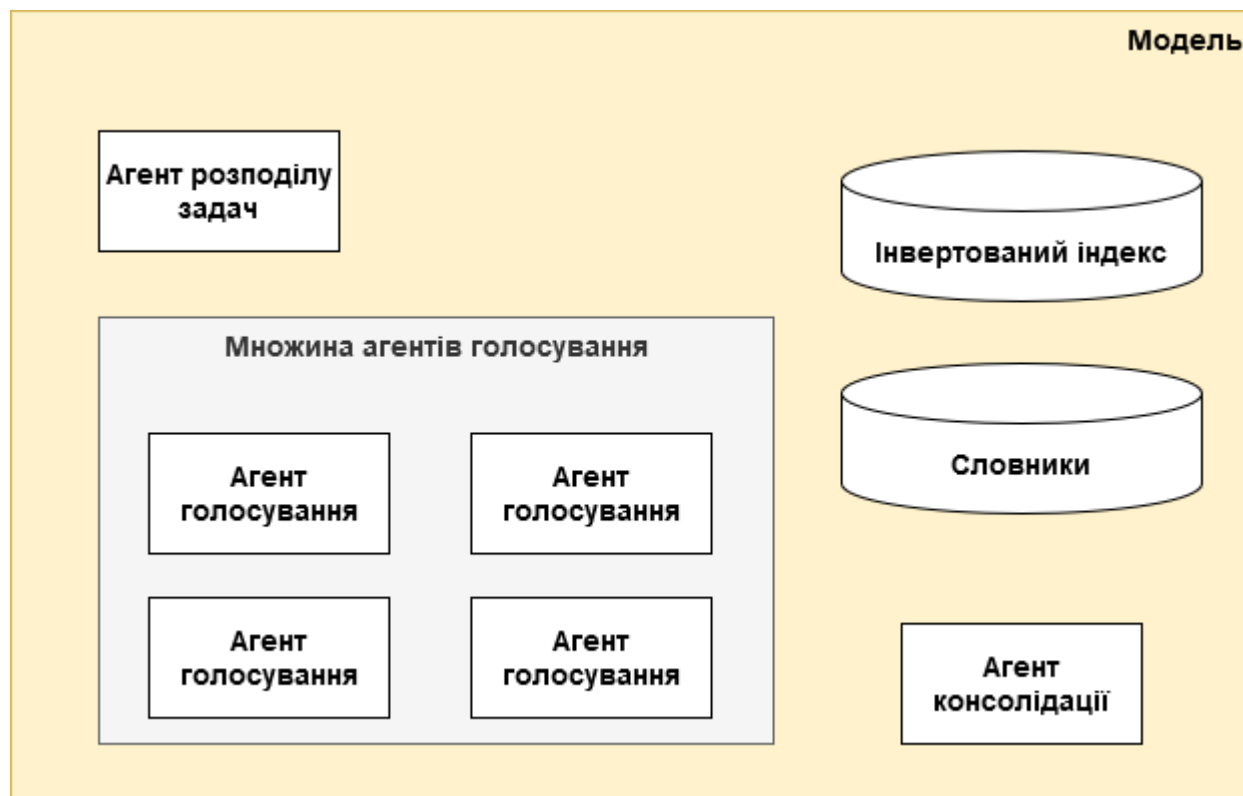 Модель
Агент розподілу
задач
Інвертований індекс
Множина агентів голосування
Словники
Агент
голосування
Агент
голосування
Агент
голосування
Агент
голосування
Агент
консолідації